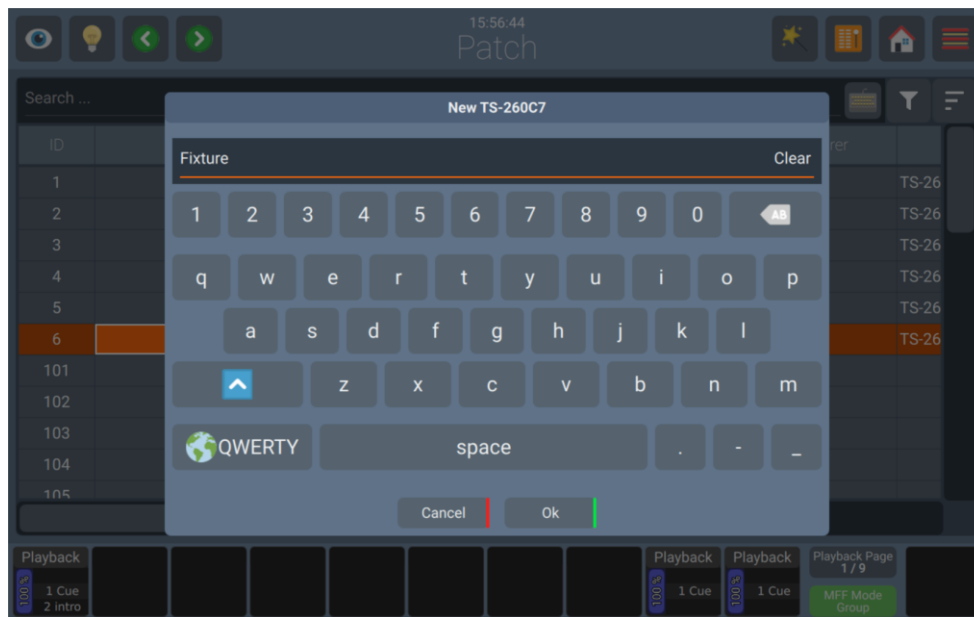 15:56:44
Patch
Search ...
New TS-260C7
ID
rer
Fixture Clear
1 TS-26
2 TS-26
3 TS-26
4 TS-26
5 TS-26
6 TS-26
101
102
103
104
105
1 2 3 4 5 6 7 8 9 0 AB
q w e r t y u i o p
a s d f g h j k l
z x c v b n m
QWERTY space . - _
Cancel Ok
Playback
100 %
1 Cue
2 intro
Playback
100 %
1 Cue
Playback
100 %
1 Cue
Playback Page
1 / 9
MFF Mode
Group